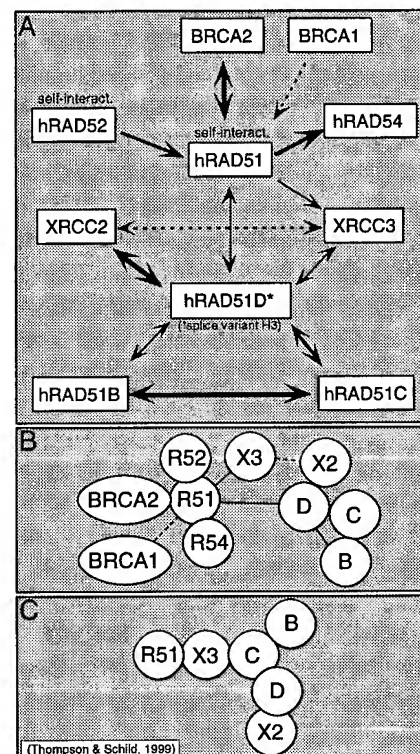 A
BRCA2 BRCA1
self-interact.
hRAD52
self-interact.
hRAD51
hRAD54
XRCC2
XRCC3
hRAD51D*
(*splice variant H3)
hRAD51B
hRAD51C
B
R52 X3 X2
BRCA2 R51 D C
BRCA1 R54 B
C
B
R51 X3 C
D
X2
(Thompson & Schild, 1999)